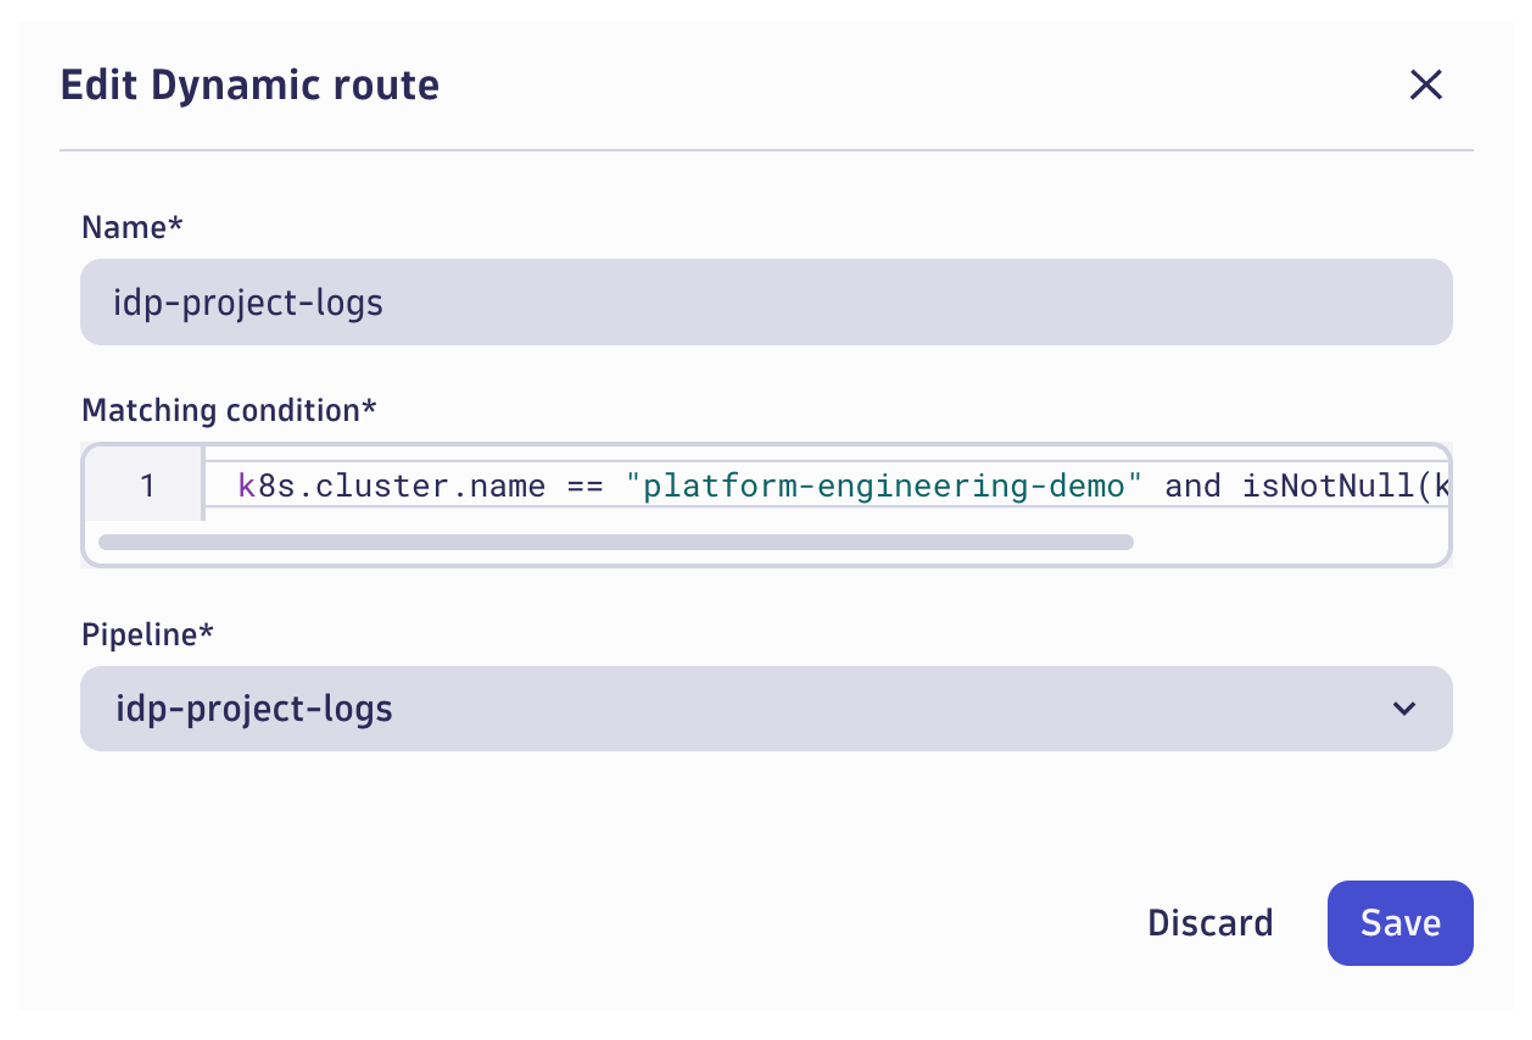 Edit Dynamic route
Name*
idp-project-logs
Matching condition*
1 k8s.cluster.name == "platform-engineering-demo" and isNotNull(k
Pipeline*
idp-project-logs
Discard Save